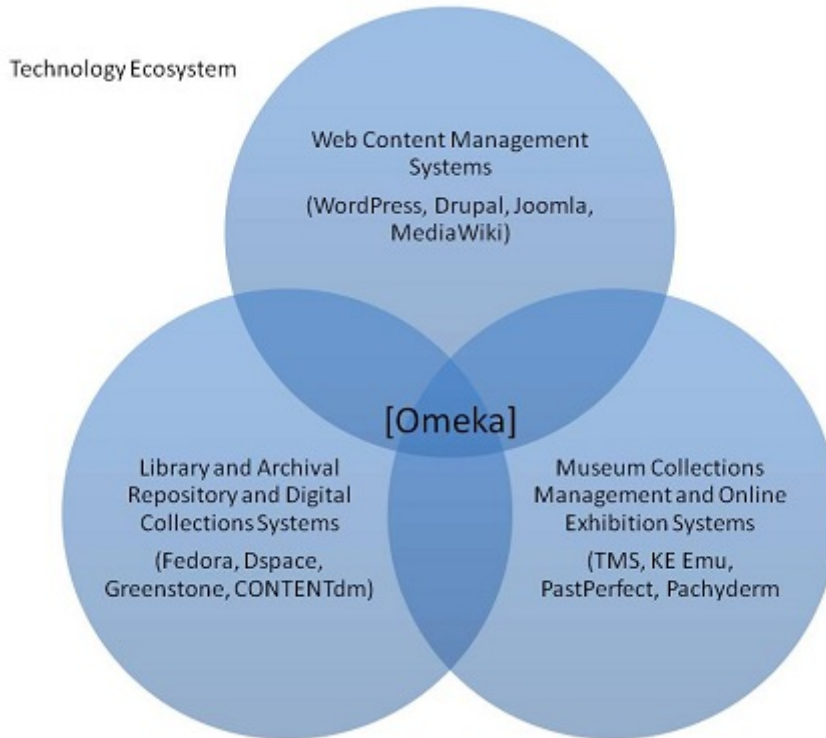 Technology Ecosystem
Web Content Management
Systems
(WordPress, Drupal, Joomla,
MediaWiki)
[Omeka]
Library and Archival
Repository and Digital
Collections Systems
(Fedora, Dspace,
Greenstone, CONTENTdm)
Museum Collections
Management and Online
Exhibition Systems
(TMS, KE Emu,
PastPerfect, Pachyderm